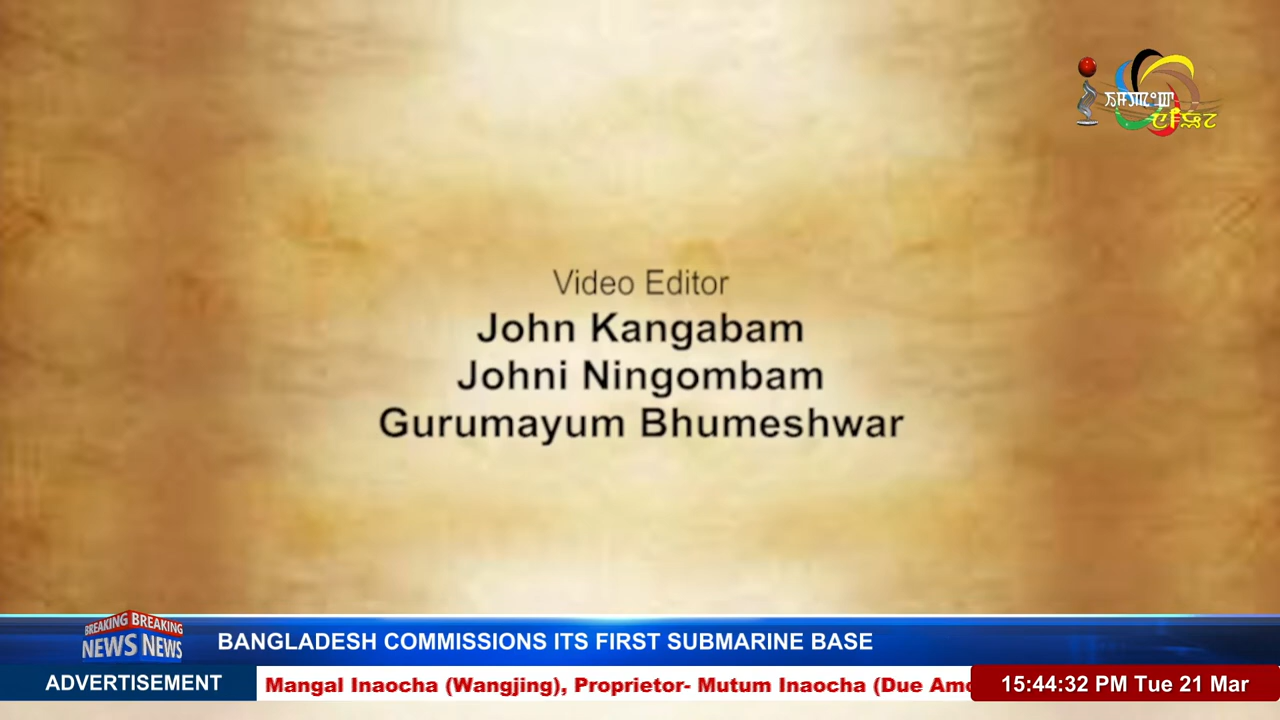 Video Editor
John Kangabam
Johni Ningombam
Gurumayum Bhumeshwar
BREAKING BREAKING
NEWS NEWS
BANGLADESH COMMISSIONS ITS FIRST SUBMARINE BASE
ADVERTISEMENT
Mangal Inaocha (Wangjing), Proprietor- Mutum Inaocha (Due
15:44:32 PM Tue 21 Mar